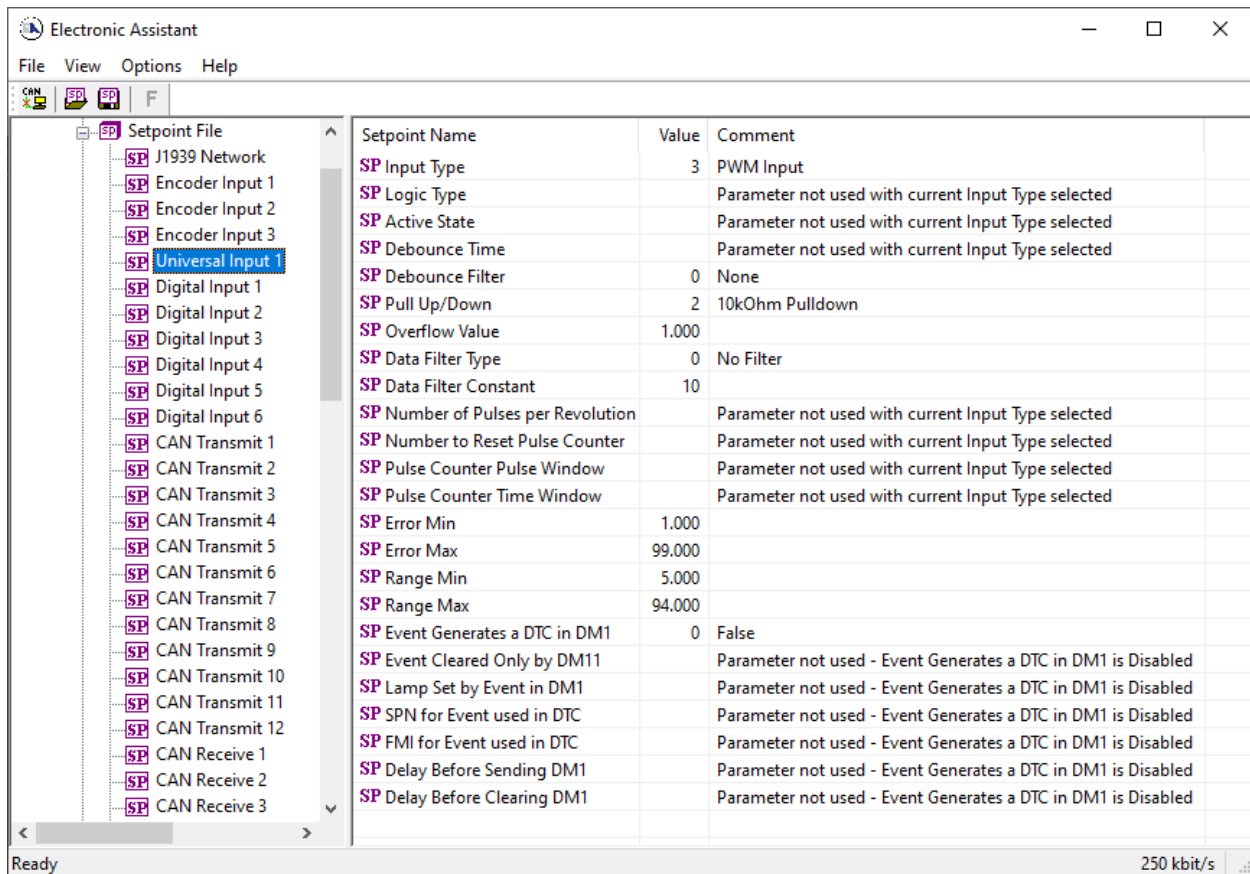 Electronic Assistant
File View Options Help
CAN SP SP F
Setpoint File
J1939 Network
Encoder Input 1
Encoder Input 2
Encoder Input 3
Universal Input 1
Digital Input 1
Digital Input 2
Digital Input 3
Digital Input 4
Digital Input 5
Digital Input 6
CAN Transmit 1
CAN Transmit 2
CAN Transmit 3
CAN Transmit 4
CAN Transmit 5
CAN Transmit 6
CAN Transmit 7
CAN Transmit 8
CAN Transmit 9
CAN Transmit 10
CAN Transmit 11
CAN Transmit 12
CAN Receive 1
CAN Receive 2
CAN Receive 3
Setpoint Name Value Comment
SP Input Type 3 PWM Input
SP Logic Type Parameter not used with current Input Type selected
SP Active State Parameter not used with current Input Type selected
SP Debounce Time Parameter not used with current Input Type selected
SP Debounce Filter 0 None
SP Pull Up/Down 2 10kOhm Pulldown
SP Overflow Value 1.000
SP Data Filter Type 0 No Filter
SP Data Filter Constant 10
SP Number of Pulses per Revolution Parameter not used with current Input Type selected
SP Number to Reset Pulse Counter Parameter not used with current Input Type selected
SP Pulse Counter Pulse Window Parameter not used with current Input Type selected
SP Pulse Counter Time Window Parameter not used with current Input Type selected
SP Error Min 1.000
SP Error Max 99.000
SP Range Min 5.000
SP Range Max 94.000
SP Event Generates a DTC in DM1 0 False
SP Event Cleared Only by DM11 Parameter not used - Event Generates a DTC in DM1 is Disabled
SP Lamp Set by Event in DM1 Parameter not used - Event Generates a DTC in DM1 is Disabled
SP SPN for Event used in DTC Parameter not used - Event Generates a DTC in DM1 is Disabled
SP FMI for Event used in DTC Parameter not used - Event Generates a DTC in DM1 is Disabled
SP Delay Before Sending DM1 Parameter not used - Event Generates a DTC in DM1 is Disabled
SP Delay Before Clearing DM1 Parameter not used - Event Generates a DTC in DM1 is Disabled
Ready 250 kbit/s